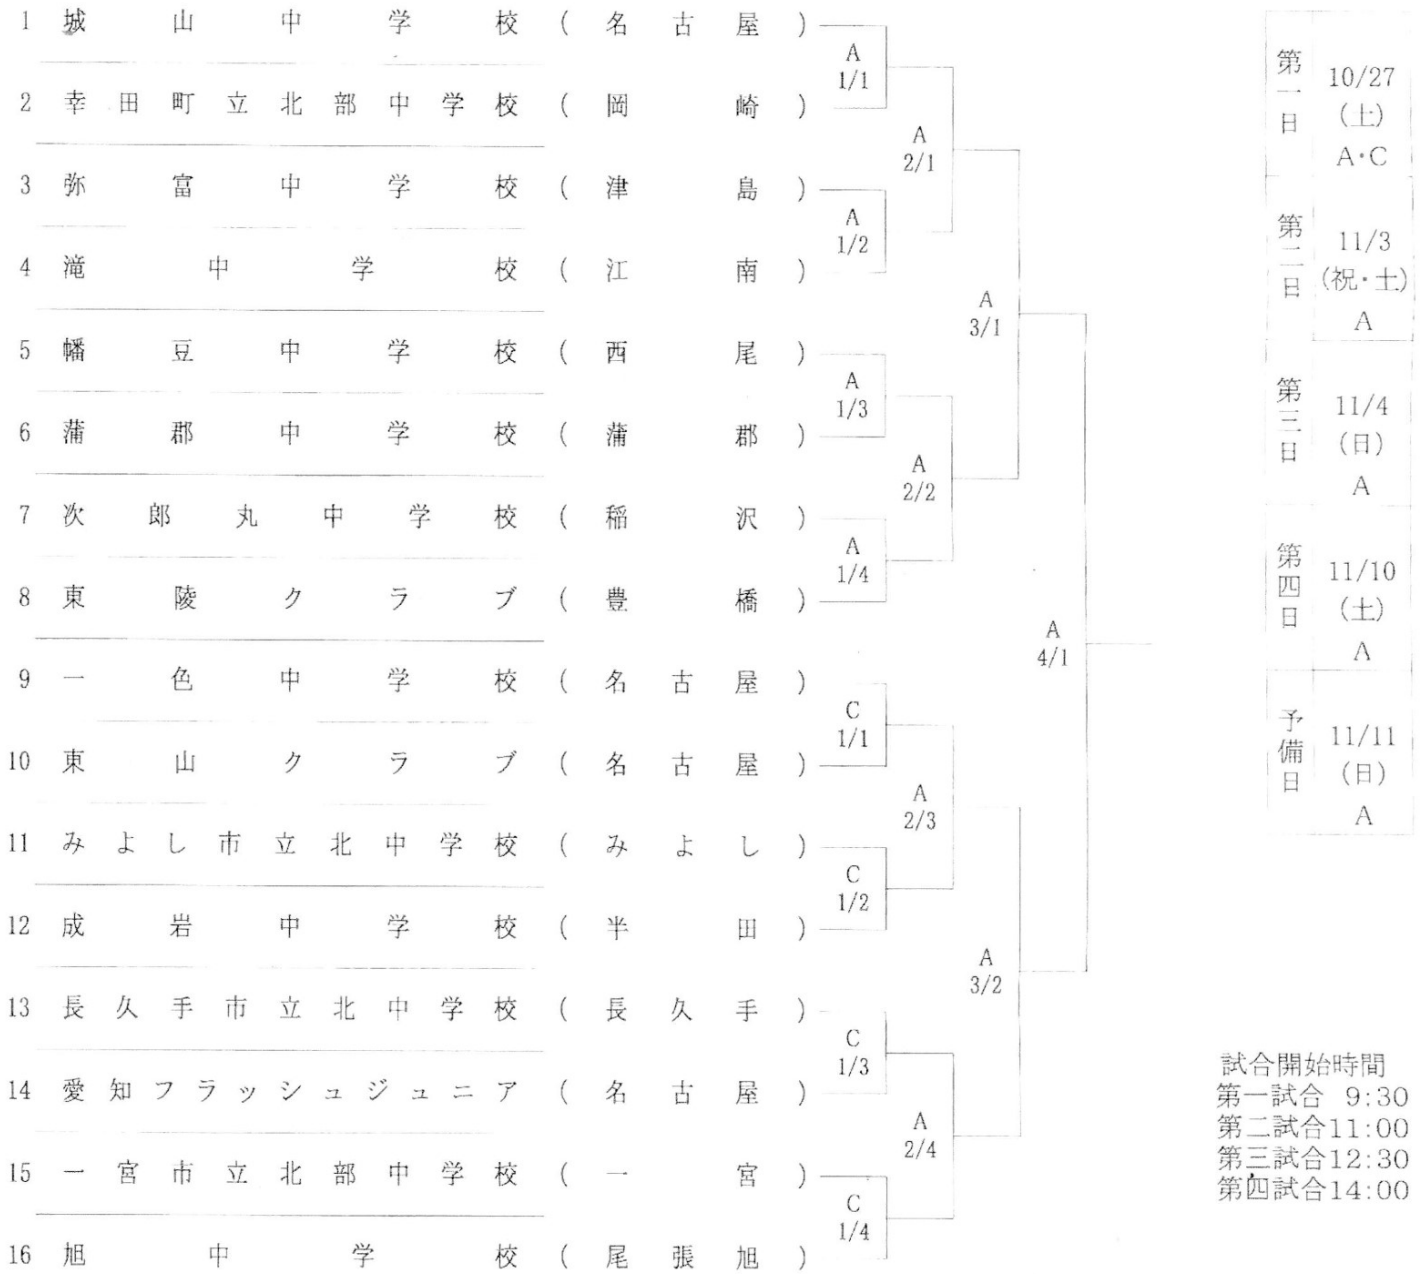 1 城山中学校 (名古屋)
2 幸田町立北部中学校 (岡崎)
3 弥富中学校 (津島)
4 滝中学校 (江南)
5 幡豆中学校 (西尾)
6 蒲郡中学校 (蒲郡)
7 次郎丸中学校 (稲沢)
8 東陵クラブ (豊橋)
9 一色中学校 (名古屋)
10 東山クラブ (名古屋)
11 みよし市立北中学校 (みよし)
12 成岩中学校 (半田)
13 長久手市立北中学校 (長久手)
14 愛知フラッシュジュニア (名古屋)
15 一宮市立北部中学校 (一宮)
16 旭中学校 (尾張旭)
A
1/1
A
1/2
A
1/3
A
1/4
C
1/1
C
1/2
C
1/3
C
1/4
A
2/1
A
2/2
A
2/3
A
2/4
A
3/1
A
3/2
A
4/1
第一日
10/27
(土)
A・C
第二日
11/3
(祝・土)
A
第三日
11/4
(日)
A
第四日
11/10
(土)
A
予備日
11/11
(日)
A
試合開始時間
第一試合 9:30
第二試合11:00
第三試合12:30
第四試合14:00